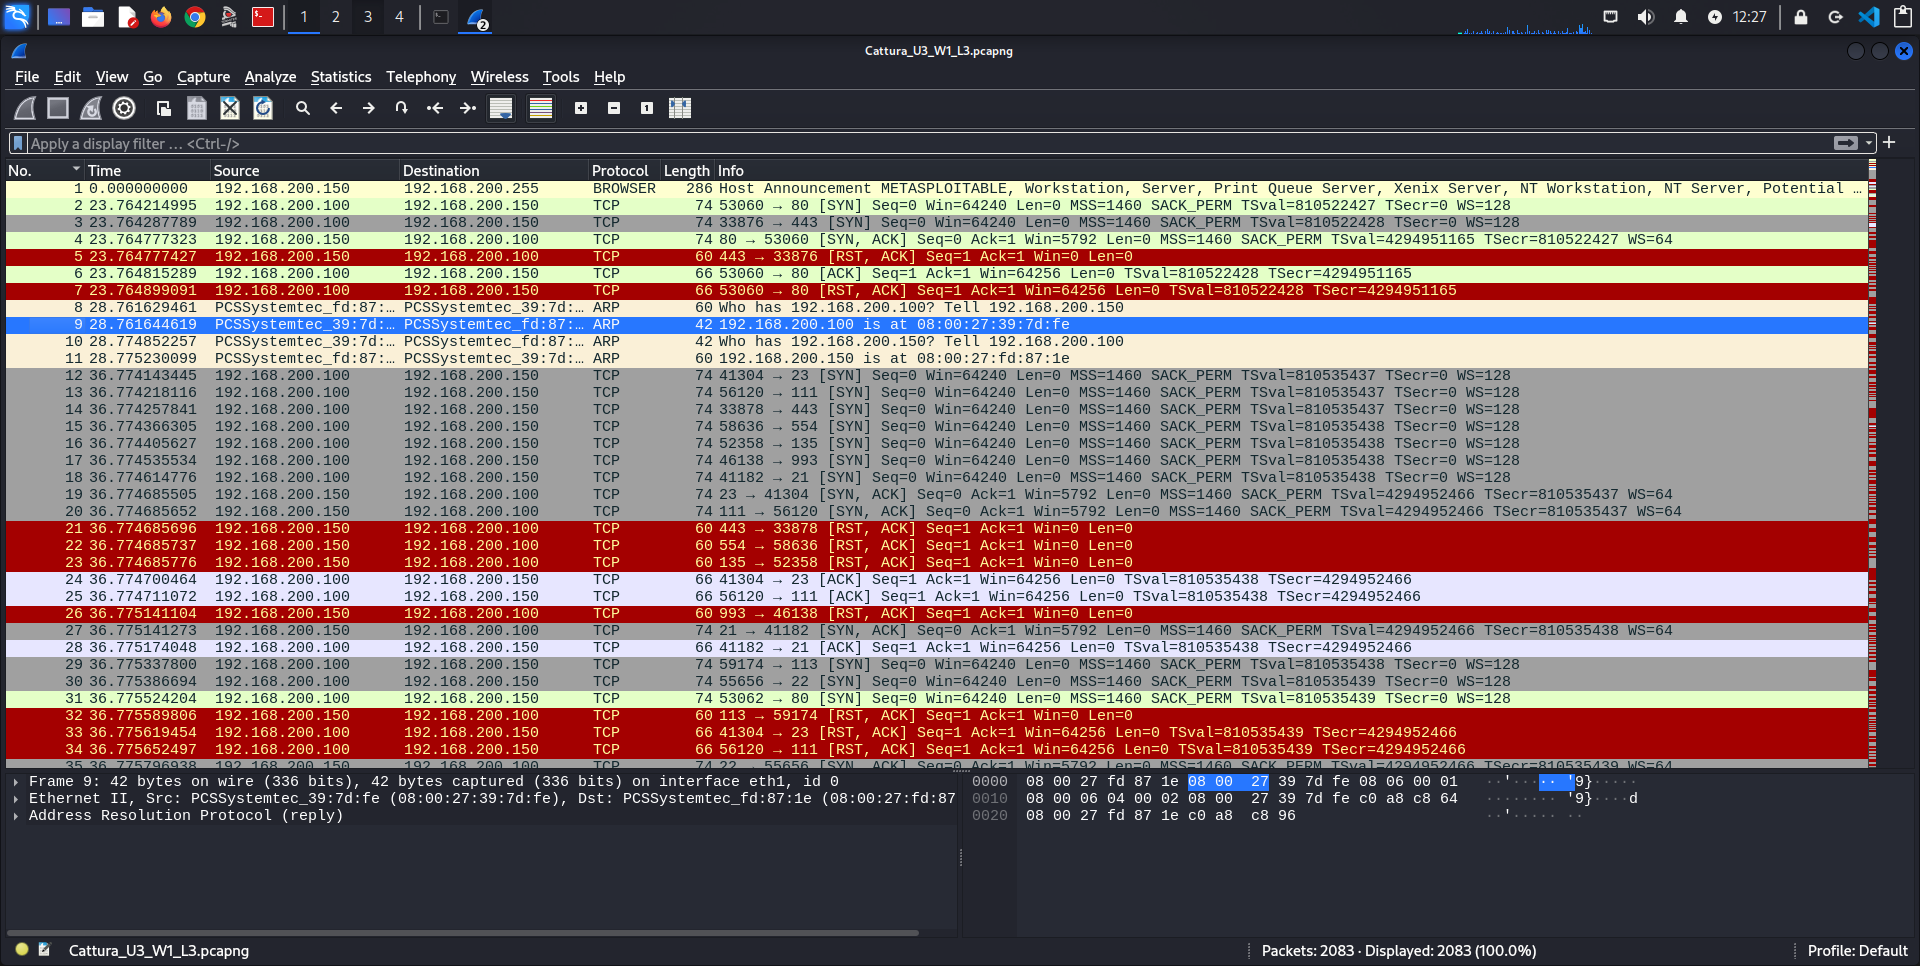 1 2 3 4 2 12:27
Cattura_U3_W1_L3.pcapng
File Edit View Go Capture Analyze Statistics Telephony Wireless Tools Help
Apply a display filter … <Ctrl-/>
No. Time Source Destination Protocol Length Info
1 0.000000000 192.168.200.150 192.168.200.255 BROWSER 286 Host Announcement METASPLOITABLE, Workstation, Server, Print Queue Server, Xenix Server, NT Workstation, NT Server, Potential …
2 23.764214995 192.168.200.100 192.168.200.150 TCP 74 53060 → 80 [SYN] Seq=0 Win=64240 Len=0 MSS=1460 SACK_PERM TSval=810522427 TSecr=0 WS=128
3 23.764287789 192.168.200.100 192.168.200.150 TCP 74 33876 → 443 [SYN] Seq=0 Win=64240 Len=0 MSS=1460 SACK_PERM TSval=810522428 TSecr=0 WS=128
4 23.764777323 192.168.200.150 192.168.200.100 TCP 74 80 → 53060 [SYN, ACK] Seq=0 Ack=1 Win=5792 Len=0 MSS=1460 SACK_PERM TSval=4294951165 TSecr=810522427 WS=64
5 23.764777427 192.168.200.150 192.168.200.100 TCP 60 443 → 33876 [RST, ACK] Seq=1 Ack=1 Win=0 Len=0
6 23.764815289 192.168.200.100 192.168.200.150 TCP 66 53060 → 80 [ACK] Seq=1 Ack=1 Win=64256 Len=0 TSval=810522428 TSecr=4294951165
7 23.764899091 192.168.200.100 192.168.200.150 TCP 66 53060 → 80 [RST, ACK] Seq=1 Ack=1 Win=64256 Len=0 TSval=810522428 TSecr=4294951165
8 28.761629461 PCSSystemtec_fd:87:… PCSSystemtec_39:7d:… ARP 60 Who has 192.168.200.100? Tell 192.168.200.150
9 28.761644619 PCSSystemtec_39:7d:… PCSSystemtec_fd:87:… ARP 42 192.168.200.100 is at 08:00:27:39:7d:fe
10 28.774852257 PCSSystemtec_39:7d:… PCSSystemtec_fd:87:… ARP 42 Who has 192.168.200.150? Tell 192.168.200.100
11 28.775230099 PCSSystemtec_fd:87:… PCSSystemtec_39:7d:… ARP 60 192.168.200.150 is at 08:00:27:fd:87:1e
12 36.774143445 192.168.200.100 192.168.200.150 TCP 74 41304 → 23 [SYN] Seq=0 Win=64240 Len=0 MSS=1460 SACK_PERM TSval=810535437 TSecr=0 WS=128
13 36.774218116 192.168.200.100 192.168.200.150 TCP 74 56120 → 111 [SYN] Seq=0 Win=64240 Len=0 MSS=1460 SACK_PERM TSval=810535437 TSecr=0 WS=128
14 36.774257841 192.168.200.100 192.168.200.150 TCP 74 33878 → 443 [SYN] Seq=0 Win=64240 Len=0 MSS=1460 SACK_PERM TSval=810535437 TSecr=0 WS=128
15 36.774366305 192.168.200.100 192.168.200.150 TCP 74 58636 → 554 [SYN] Seq=0 Win=64240 Len=0 MSS=1460 SACK_PERM TSval=810535438 TSecr=0 WS=128
16 36.774405627 192.168.200.100 192.168.200.150 TCP 74 52358 → 135 [SYN] Seq=0 Win=64240 Len=0 MSS=1460 SACK_PERM TSval=810535438 TSecr=0 WS=128
17 36.774535534 192.168.200.100 192.168.200.150 TCP 74 46138 → 993 [SYN] Seq=0 Win=64240 Len=0 MSS=1460 SACK_PERM TSval=810535438 TSecr=0 WS=128
18 36.774614776 192.168.200.100 192.168.200.150 TCP 74 41182 → 21 [SYN] Seq=0 Win=64240 Len=0 MSS=1460 SACK_PERM TSval=810535438 TSecr=0 WS=128
19 36.774685505 192.168.200.150 192.168.200.100 TCP 74 23 → 41304 [SYN, ACK] Seq=0 Ack=1 Win=5792 Len=0 MSS=1460 SACK_PERM TSval=4294952466 TSecr=810535437 WS=64
20 36.774685652 192.168.200.150 192.168.200.100 TCP 74 111 → 56120 [SYN, ACK] Seq=0 Ack=1 Win=5792 Len=0 MSS=1460 SACK_PERM TSval=4294952466 TSecr=810535437 WS=64
21 36.774685696 192.168.200.150 192.168.200.100 TCP 60 443 → 33878 [RST, ACK] Seq=1 Ack=1 Win=0 Len=0
22 36.774685737 192.168.200.150 192.168.200.100 TCP 60 554 → 58636 [RST, ACK] Seq=1 Ack=1 Win=0 Len=0
23 36.774685776 192.168.200.150 192.168.200.100 TCP 60 135 → 52358 [RST, ACK] Seq=1 Ack=1 Win=0 Len=0
24 36.774700464 192.168.200.100 192.168.200.150 TCP 66 41304 → 23 [ACK] Seq=1 Ack=1 Win=64256 Len=0 TSval=810535438 TSecr=4294952466
25 36.774711072 192.168.200.100 192.168.200.150 TCP 66 56120 → 111 [ACK] Seq=1 Ack=1 Win=64256 Len=0 TSval=810535438 TSecr=4294952466
26 36.775141104 192.168.200.150 192.168.200.100 TCP 60 993 → 46138 [RST, ACK] Seq=1 Ack=1 Win=0 Len=0
27 36.775141273 192.168.200.150 192.168.200.100 TCP 74 21 → 41182 [SYN, ACK] Seq=0 Ack=1 Win=5792 Len=0 MSS=1460 SACK_PERM TSval=4294952466 TSecr=810535438 WS=64
28 36.775174048 192.168.200.100 192.168.200.150 TCP 66 41182 → 21 [ACK] Seq=1 Ack=1 Win=64256 Len=0 TSval=810535438 TSecr=4294952466
29 36.775337800 192.168.200.100 192.168.200.150 TCP 74 59174 → 113 [SYN] Seq=0 Win=64240 Len=0 MSS=1460 SACK_PERM TSval=810535438 TSecr=0 WS=128
30 36.775386694 192.168.200.100 192.168.200.150 TCP 74 55656 → 22 [SYN] Seq=0 Win=64240 Len=0 MSS=1460 SACK_PERM TSval=810535439 TSecr=0 WS=128
31 36.775524204 192.168.200.100 192.168.200.150 TCP 74 53062 → 80 [SYN] Seq=0 Win=64240 Len=0 MSS=1460 SACK_PERM TSval=810535439 TSecr=0 WS=128
32 36.775589806 192.168.200.150 192.168.200.100 TCP 60 113 → 59174 [RST, ACK] Seq=1 Ack=1 Win=0 Len=0
33 36.775619454 192.168.200.100 192.168.200.150 TCP 66 41304 → 23 [RST, ACK] Seq=1 Ack=1 Win=64256 Len=0 TSval=810535439 TSecr=4294952466
34 36.775652497 192.168.200.100 192.168.200.150 TCP 66 56120 → 111 [RST, ACK] Seq=1 Ack=1 Win=64256 Len=0 TSval=810535439 TSecr=4294952466
35 36.775796938 192.168.200.150 192.168.200.100 TCP 74 22 → 55656 [SYN, ACK] Seq=0 Ack=1 Win=5792 Len=0 MSS=1460 SACK_PERM TSval=4294952466 TSecr=810535439 WS=64
Frame 9: 42 bytes on wire (336 bits), 42 bytes captured (336 bits) on interface eth1, id 0
Ethernet II, Src: PCSSystemtec_39:7d:fe (08:00:27:39:7d:fe), Dst: PCSSystemtec_fd:87:1e (08:00:27:fd:87
Address Resolution Protocol (reply)
0000 08 00 27 fd 87 1e 08 00 27 39 7d fe 08 06 00 01 ··'····· '9}·····
0010 08 00 06 04 00 02 08 00 27 39 7d fe c0 a8 c8 64 ········ '9}····d
0020 08 00 27 fd 87 1e c0 a8 c8 96 ··'····· ··
Cattura_U3_W1_L3.pcapng
Packets: 2083 · Displayed: 2083 (100.0%)
Profile: Default